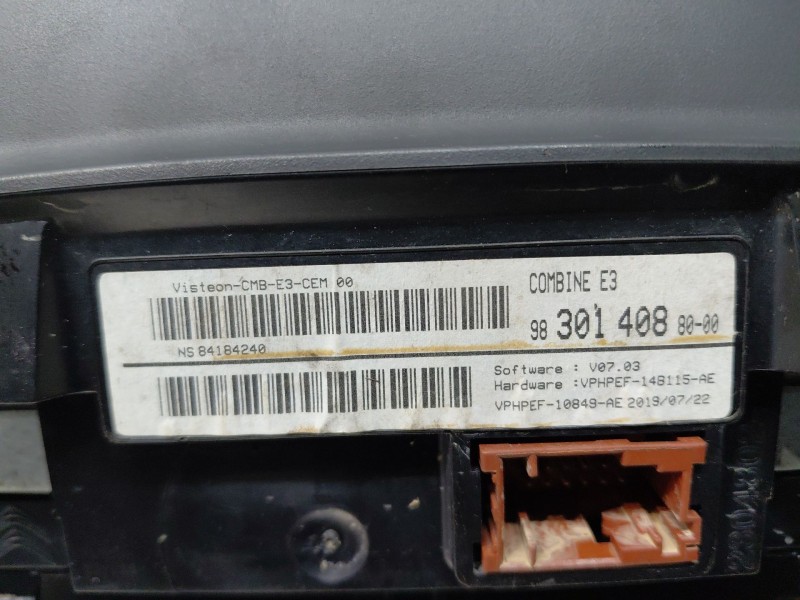 Visteon-CMB-E3-CEM 00
COMBINE E3
98 301 408 80-00
NS 84184240
Software : V07.03
Hardware :VPHPEF-14B115-AE
VPHPEF-10849-AE 2019/07/22